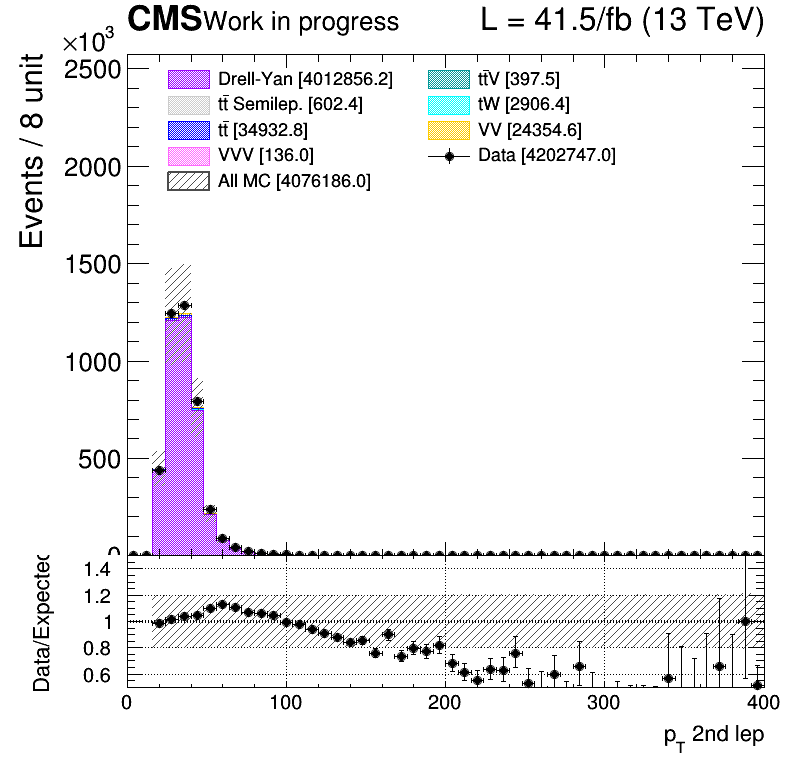 CMS Work in progress L = 41.5/fb (13 TeV)
×10³
Events / 8 unit
2500
2000
1500
1000
500
0
Drell-Yan [4012856.2]
tt̄ Semilep. [602.4]
tt̄ [34932.8]
VVV [136.0]
All MC [4076186.0]
tt̄V [397.5]
tW [2906.4]
VV [24354.6]
Data [4202747.0]
Data/Expected
1.4
1.2
1
0.8
0.6
0 100 200 300 400
p_T 2nd lep